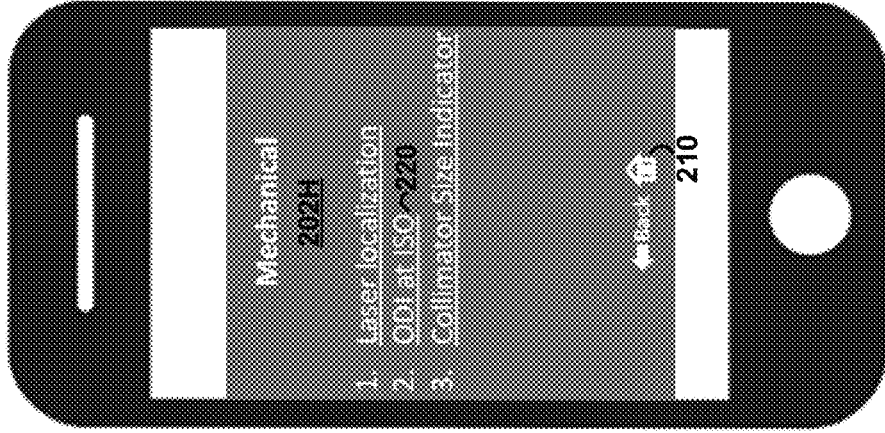 Mechanical
202H
1. Laser localization
2. ODI at ISO 220
3. Collimator Size Indicator
Back
210